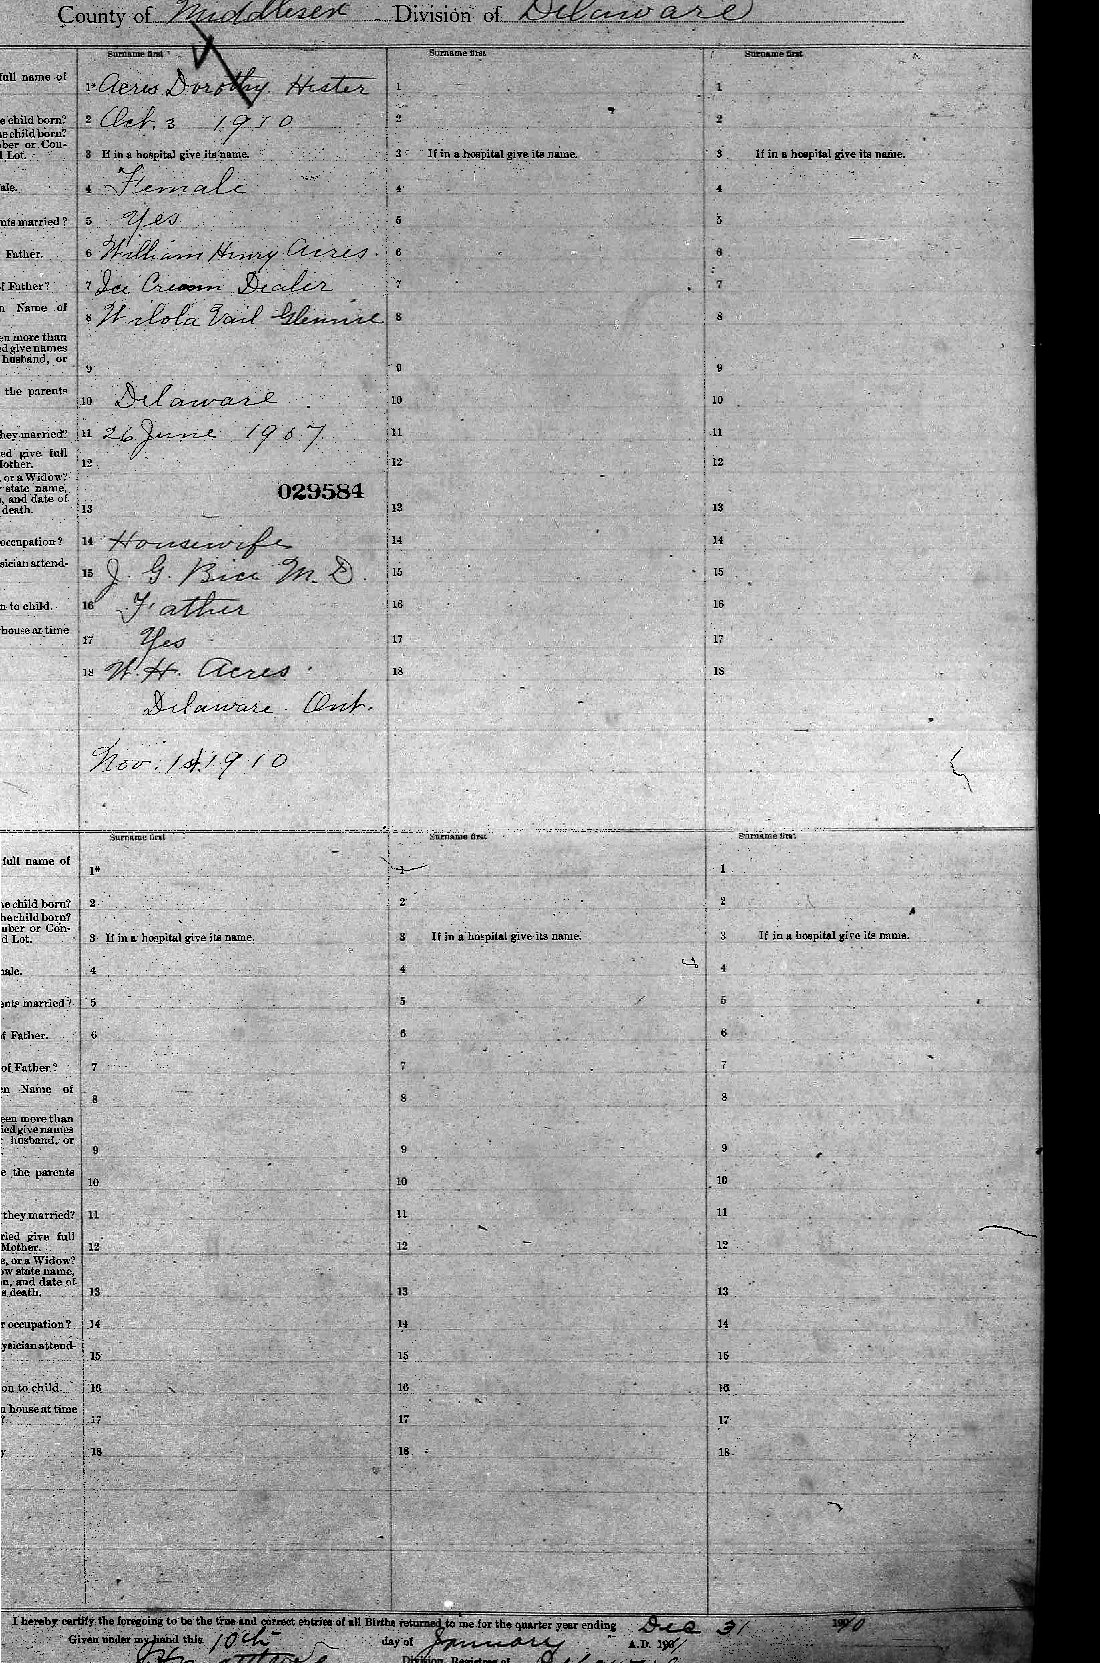 County of Middlesex Division of Delaware
Surname first Surname first Surname first
full name of
1* Acres Dorothy Hester 1 1
e child born? 2 Oct. 3 1910 2 2
he child born?
ber or Con-
l Lot. 3 If in a hospital give its name. 3 If in a hospital give its name. 3 If in a hospital give its name.
ale. 4 Female 4 4
nts married? 5 Yes 5 5
Father. 6 William Henry Acres. 6 6
f Father? 7 Ice Cream Dealer 7 7
n Name of
8 Vail 8 8
en more than
ed give names
husband, or
9 9 9
the parents
10 Delaware 10 10
hey married? 11 26 June 1907 11 11
ed give full
Mother. 12 12 12
, or a Widow?
state name,
, and date of
death. 13 029584 13 13
occupation? 14 Housewife 14 14
sician attend-
15 J. G. M.D. 15 15
n to child. 16 Father 16 16
house at time
17 Yes 17 17
18 W. H. Acres 18 18
Delaware Ont.
Nov. 1910
Surname first Surname first Surname first
full name of
1* 1 1
e child born? 2 2 2
he child born?
mber or Con-
d Lot. 3 If in a hospital give its name. 3 If in a hospital give its name. 3 If in a hospital give its name.
male. 4 4 4
ents married? 5 5 5
f Father. 6 6 6
of Father? 7 7 7
en Name of
8 8 8
een more than
ied give names
husband, or
9 9 9
e the parents
10 10 10
they married? 11 11 11
ried give full
Mother. 12 12 12
e, or a Widow?
ow state name,
n, and date of
s death. 13 13 13
r occupation? 14 14 14
ysician attend-
15 15 15
on to child. 16 16 16
n house at time
? 17 17 17
y 18 18 18
I hereby certify the foregoing to be the true and correct entries of all Births returned to me for the quarter year ending Dec 31 1910
Given under my hand this 10th day of January A.D. 1911
Division Registrar of Delaware